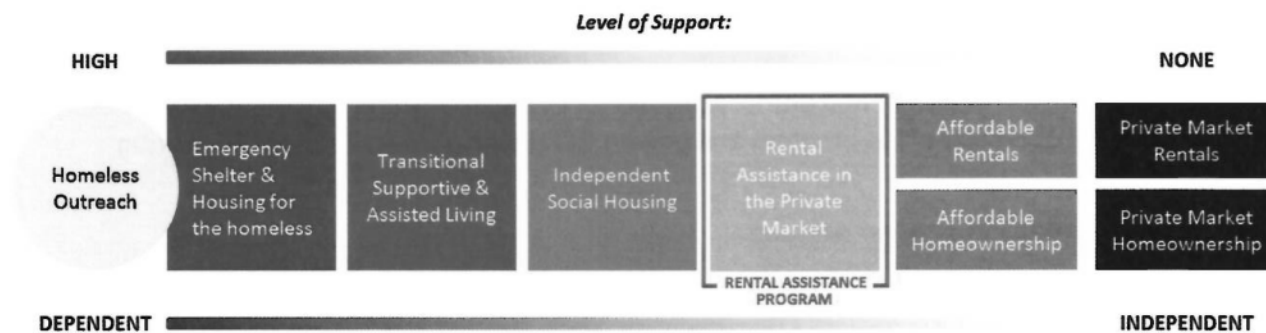 Level of Support:
HIGH
NONE
Homeless
Outreach
Emergency
Shelter &
Housing for
the homeless
Transitional
Supportive &
Assisted Living
Independent
Social Housing
Rental
Assistance in
the Private
Market
RENTAL ASSISTANCE
PROGRAM
Affordable
Rentals
Affordable
Homeownership
Private Market
Rentals
Private Market
Homeownership
DEPENDENT
INDEPENDENT